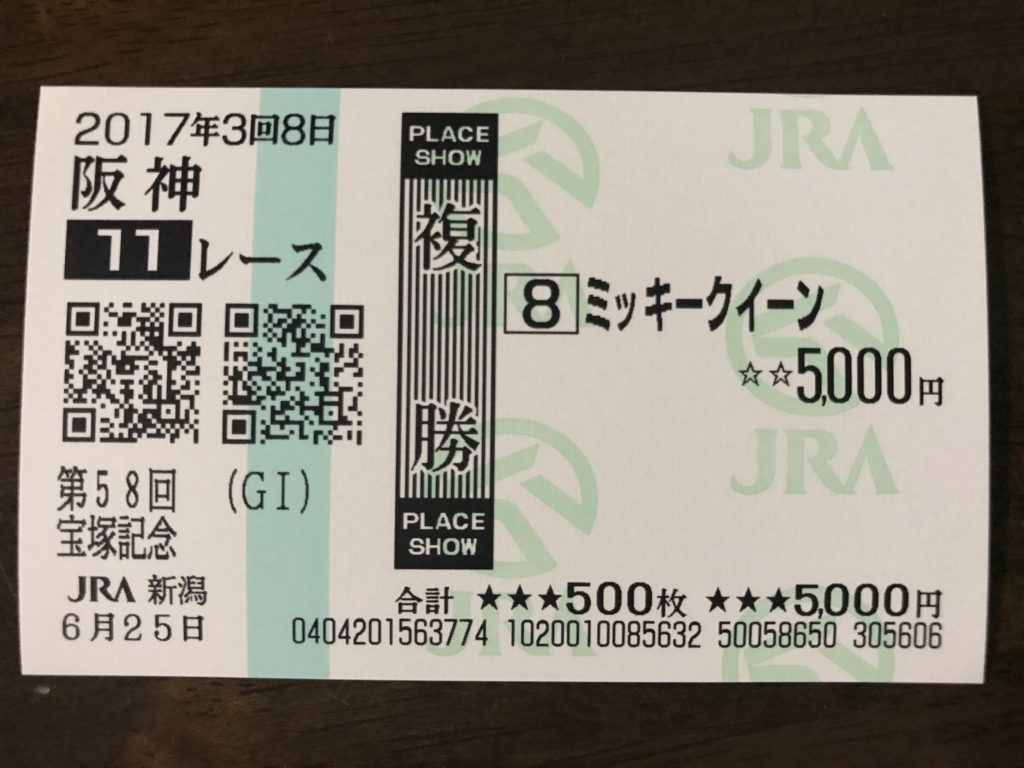 2017年3回8日
阪神
11レース
第58回 (GI)
宝塚記念
JRA 新潟
6月25日
PLACE
SHOW
複
勝
PLACE
SHOW
8 ミッキークイーン
☆☆5,000円
合計 ★★★500枚 ★★★5,000円
0404201563774 1020010085632 50058650 305606
JRA
JRA
JRA
JRA